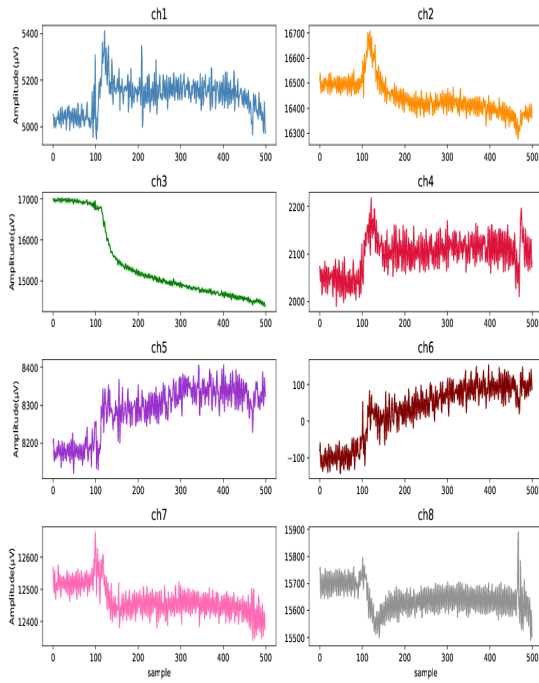 ch1
ch2
Amplitude(μV)
5400
5200
5000
0 100 200 300 400 500
16700
16600
16500
16400
16300
0 100 200 300 400 500
ch3
ch4
Amplitude(μV)
17000
16000
15000
0 100 200 300 400 500
2200
2100
2000
0 100 200 300 400 500
ch5
ch6
Amplitude(μV)
8400
8300
8200
0 100 200 300 400 500
100
0
−100
0 100 200 300 400 500
ch7
ch8
Amplitude(μV)
12600
12500
12400
0 100 200 300 400 500
sample
15900
15800
15700
15600
15500
0 100 200 300 400 500
sample